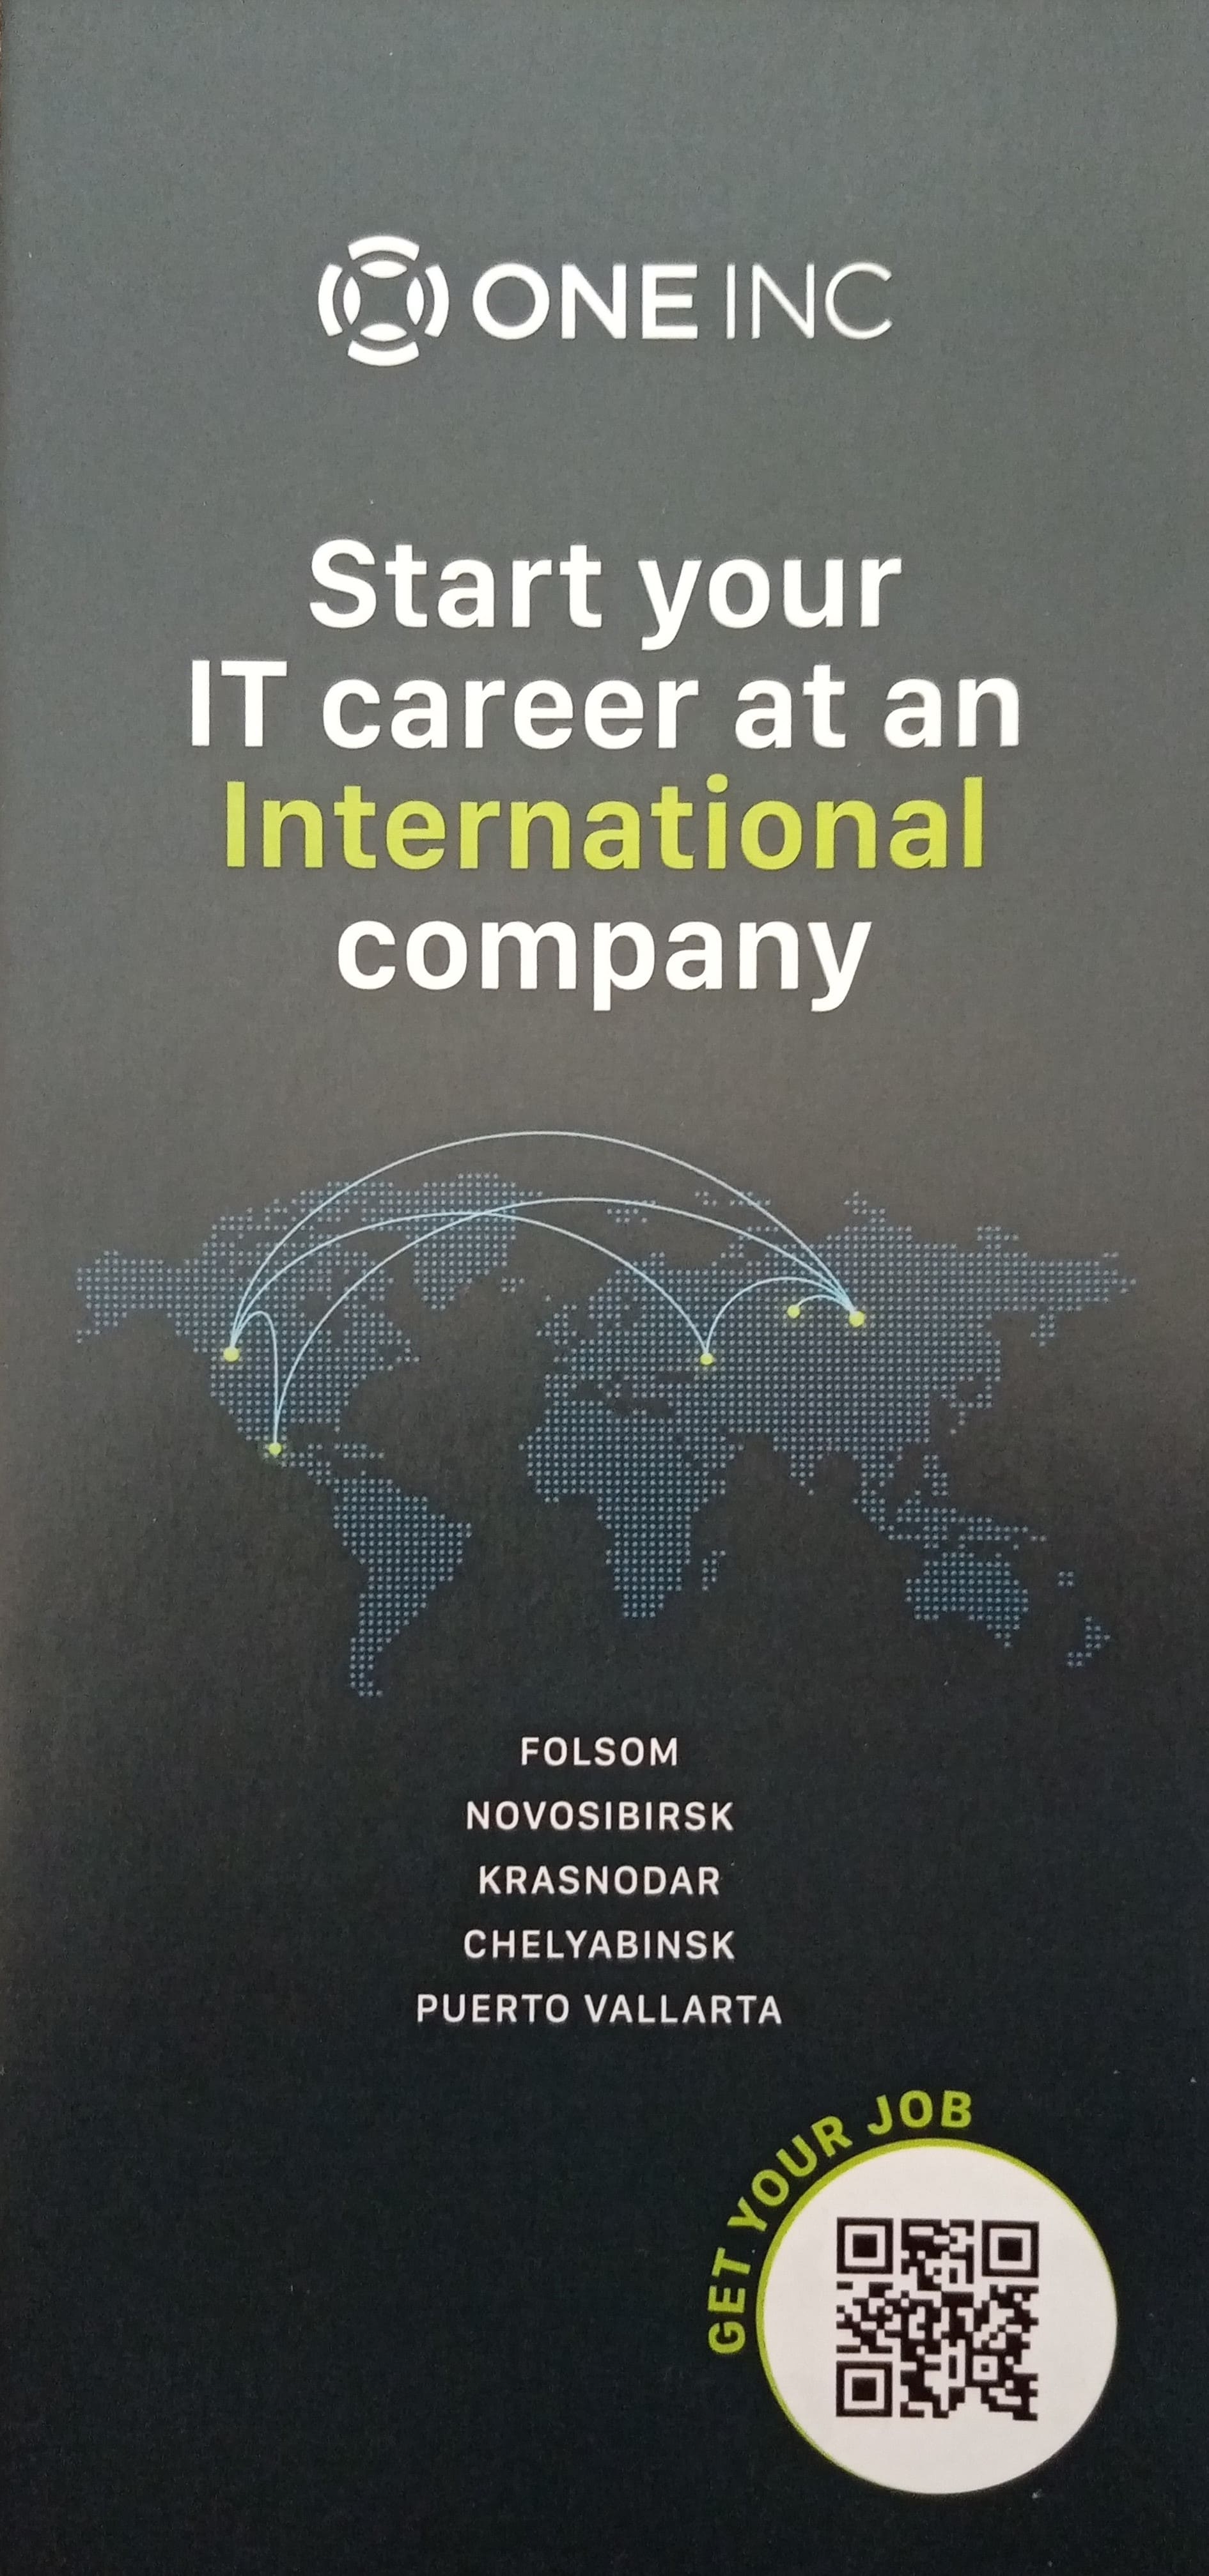 ONE INC
Start your
IT career at an
International
company
FOLSOM
NOVOSIBIRSK
KRASNODAR
CHELYABINSK
PUERTO VALLARTA
GET YOUR JOB